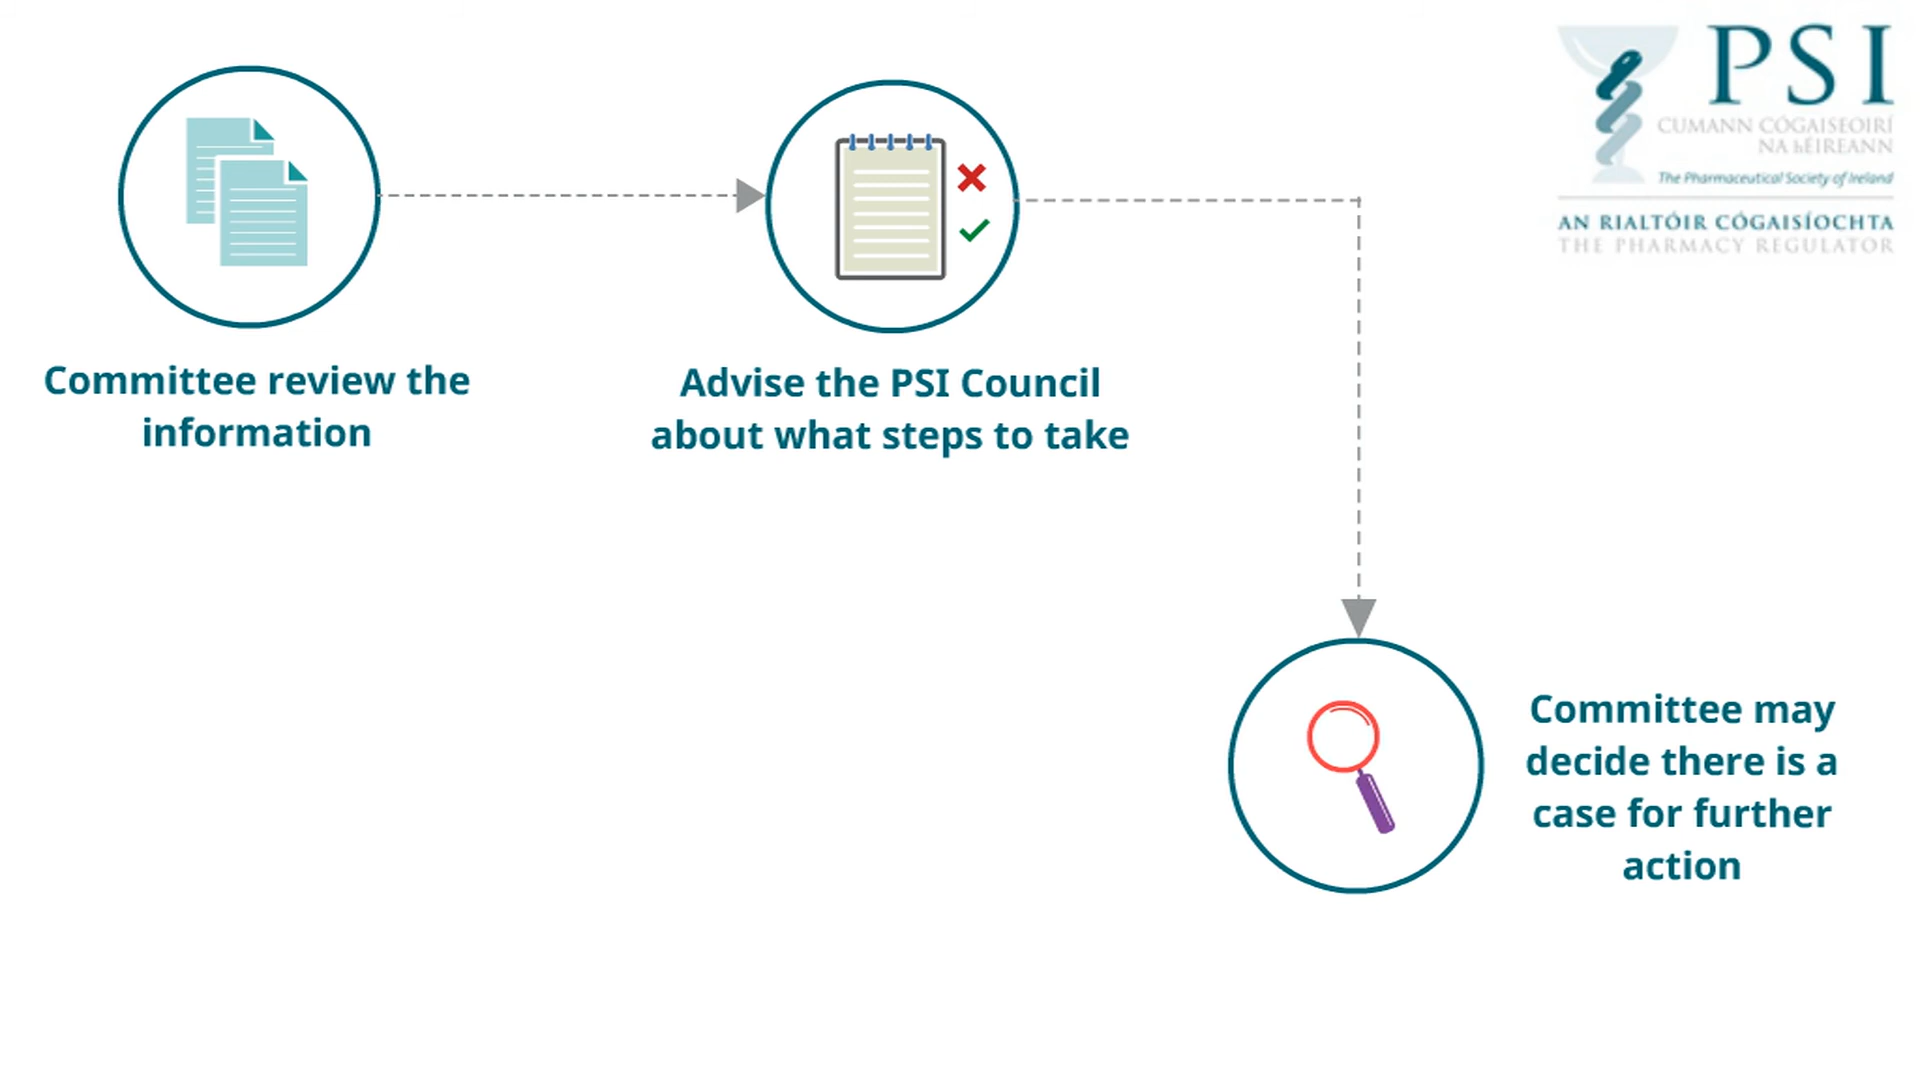 PSI
CUMANN CÓGAISEOIRÍ
NA hÉIREANN
The Pharmaceutical Society of Ireland
AN RIALTÓIR CÓGAISÍOCHTA
THE PHARMACY REGULATOR
Committee review the
information
Advise the PSI Council
about what steps to take
Committee may
decide there is a
case for further
action